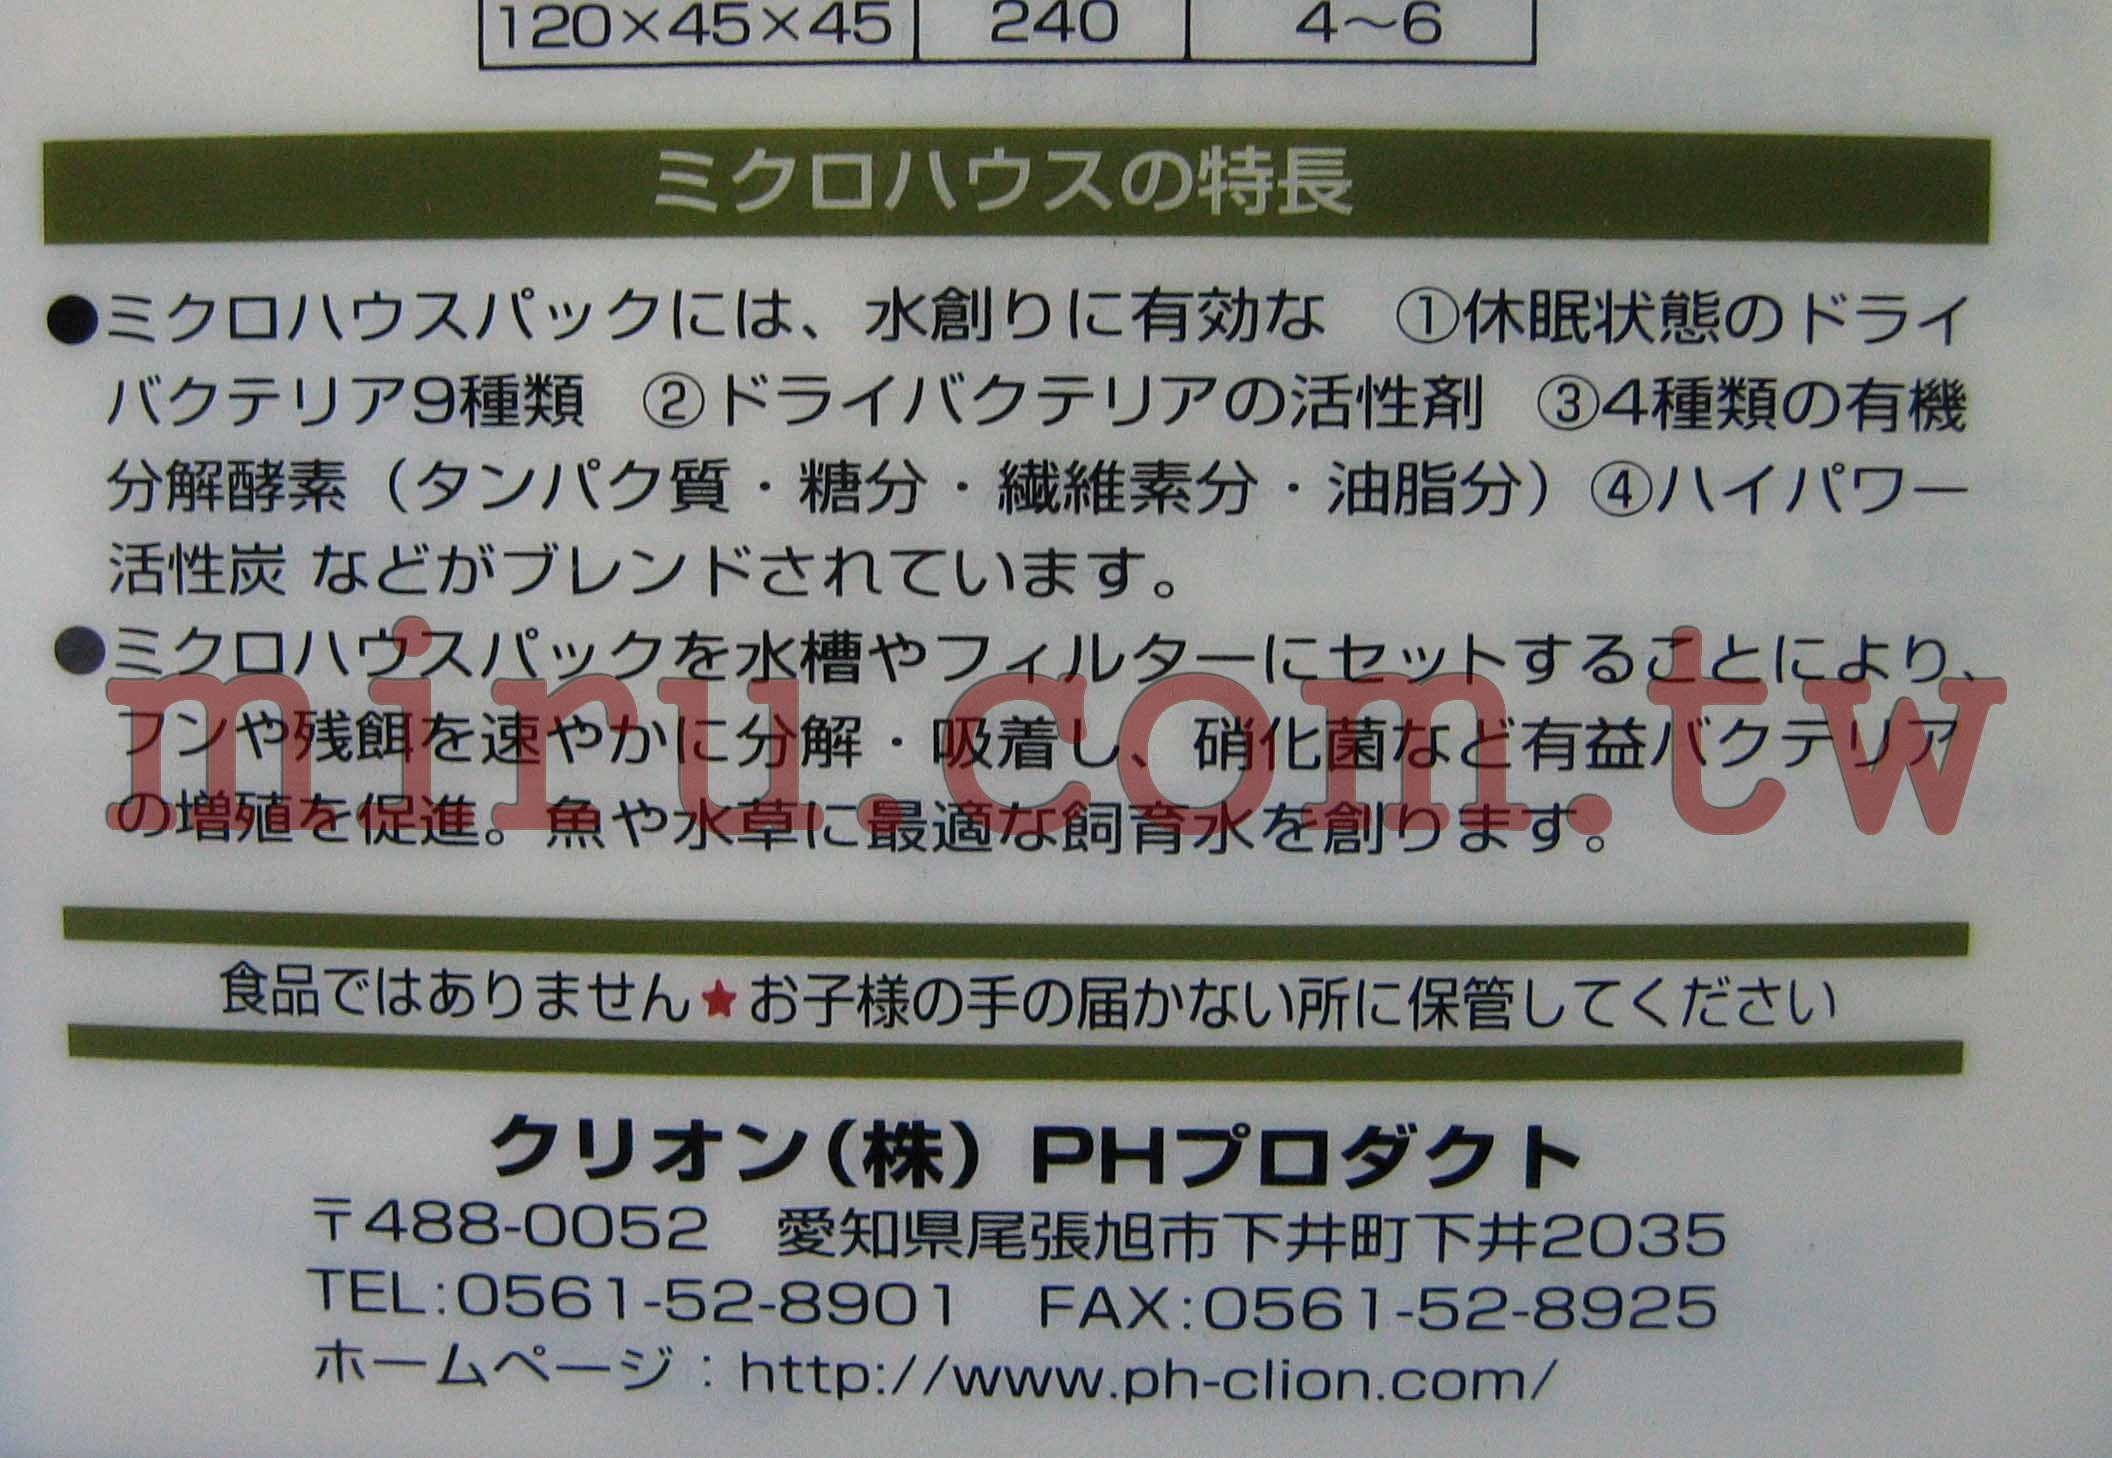 120×45×45 240 4～6
ミクロハウスの特長
●ミクロハウスパックには、水創りに有効な ①休眠状態のドライ
バクテリア9種類 ②ドライバクテリアの活性剤 ③4種類の有機
分解酵素（タンパク質・糖分・繊維素分・油脂分）④ハイパワー
活性炭 などがブレンドされています。
●ミクロハウスパックを水槽やフィルターにセットすることにより、
フンや残餌を速やかに分解・吸着し、硝化菌など有益バクテリア
の増殖を促進。魚や水草に最適な飼育水を創ります。
miru.com.tw
食品ではありません★お子様の手の届かない所に保管してください
クリオン（株）PHプロダクト
〒488-0052 愛知県尾張旭市下井町下井2035
TEL:0561-52-8901 FAX:0561-52-8925
ホームページ：http://www.ph-clion.com/